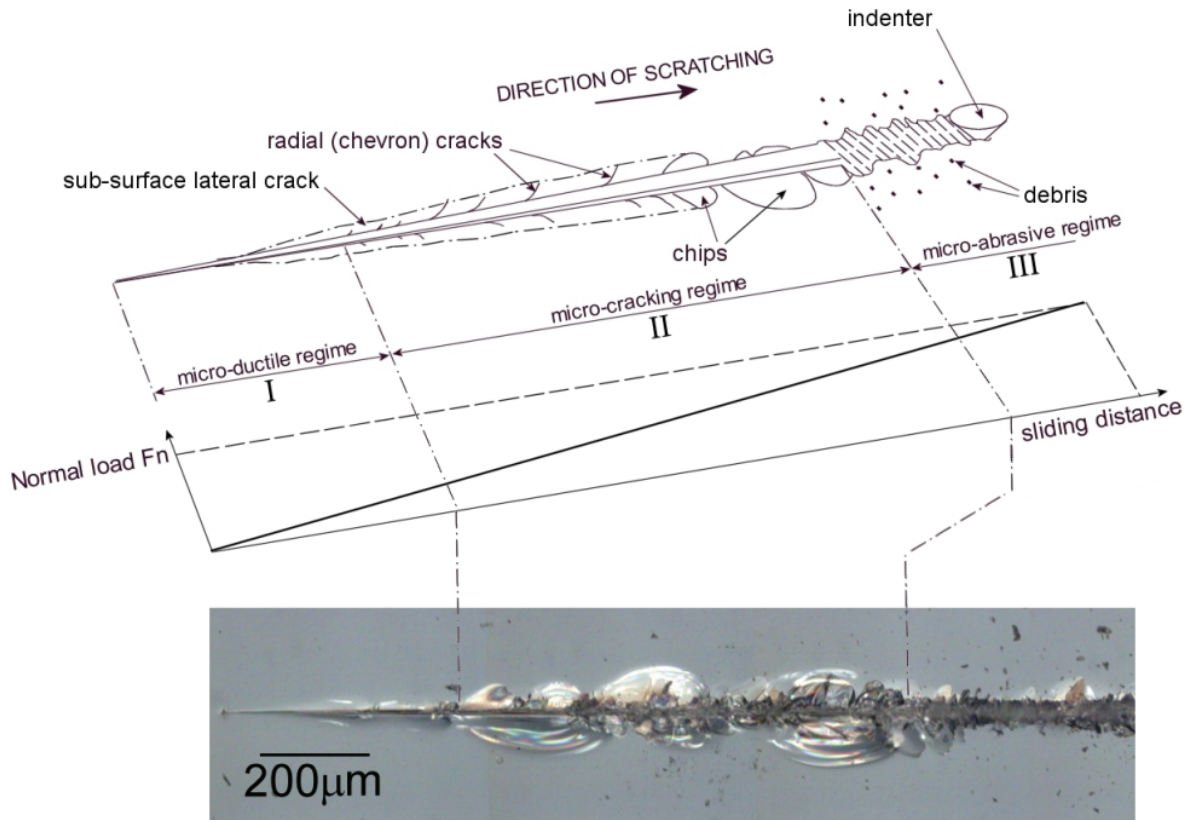 indenter
DIRECTION OF SCRATCHING
radial (chevron) cracks
sub-surface lateral crack
debris
chips
micro-abrasive regime
III
micro-cracking regime
II
micro-ductile regime
I
Normal load Fn
sliding distance
200μm